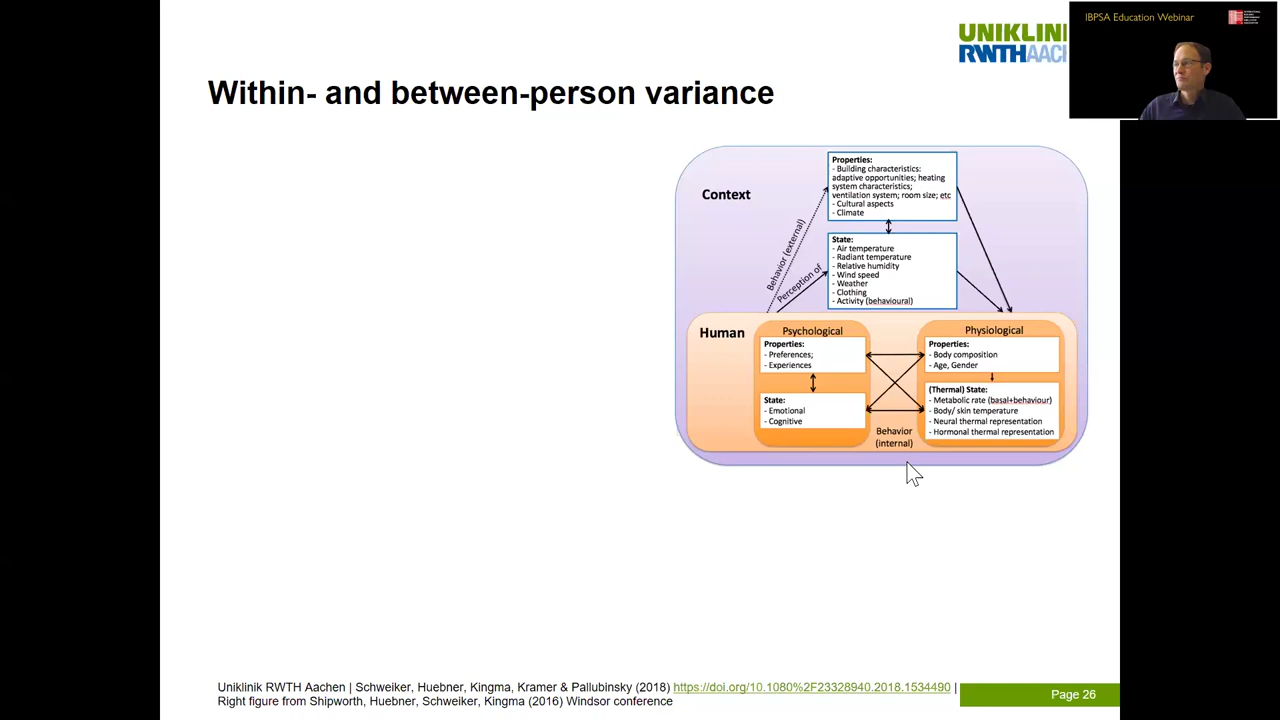 IBPSA Education Webinar
UNIKLINI
RWTHAAC
Within- and between-person variance
Context
Properties:
- Building characteristics:
adaptive opportunities; heating
system characteristics;
ventilation system; room size; etc
- Cultural aspects
- Climate
Behavior (external)
Perception of
State:
- Air temperature
- Radiant temperature
- Relative humidity
- Wind speed
- Weather
- Clothing
- Activity (behavioural)
Human
Psychological
Properties:
- Preferences;
- Experiences
State:
- Emotional
- Cognitive
Behavior
(internal)
Physiological
Properties:
- Body composition
- Age, Gender
(Thermal) State:
- Metabolic rate (basal+behaviour)
- Body/ skin temperature
- Neural thermal representation
- Hormonal thermal representation
Uniklinik RWTH Aachen | Schweiker, Huebner, Kingma, Kramer & Pallubinsky (2018) https://doi.org/10.1080%2F23328940.2018.1534490 |
Right figure from Shipworth, Huebner, Schweiker, Kingma (2016) Windsor conference
Page 26